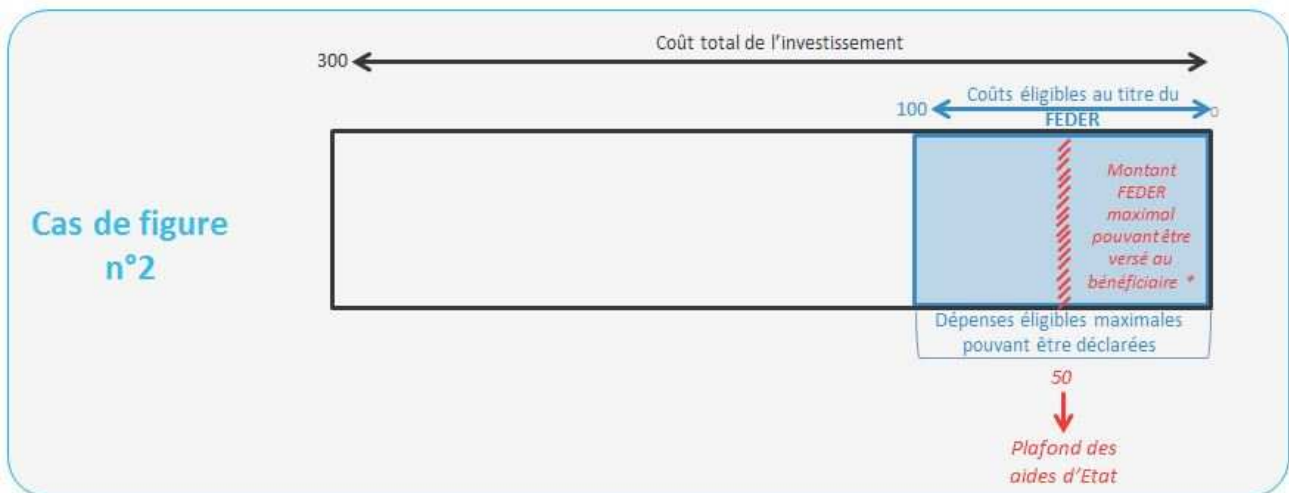 Coût total de l'investissement
300
Coûts éligibles au titre du
100
0
FEDER
Montant
FEDER
maximal
pouvant être
versé au
bénéficiaire *
Cas de figure
n°2
Dépenses éligibles maximales
pouvant être déclarées
50
Plafond des
aides d'Etat